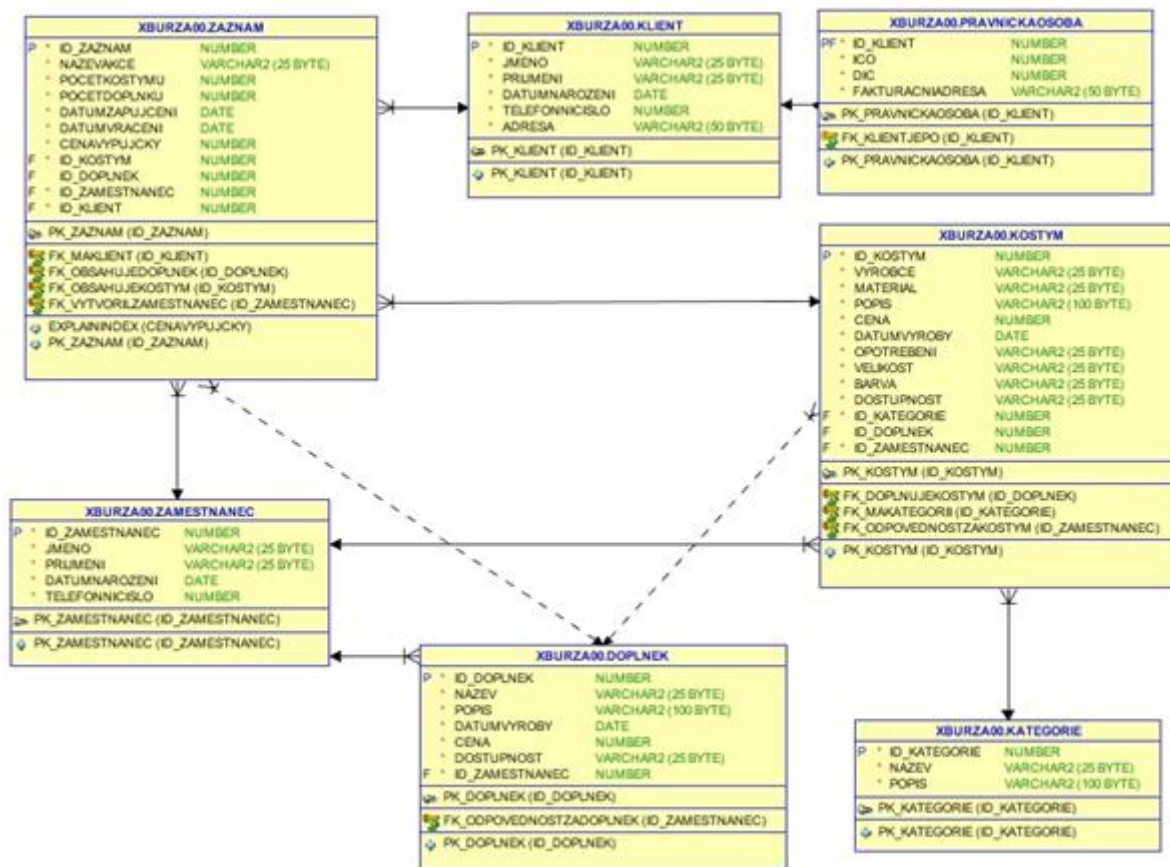 XBURZA00.ZAZNAM
P * ID_ZAZNAM NUMBER
* NAZEVAKCE VARCHAR2 (25 BYTE)
* POCETKOSTYMU NUMBER
* POCETDOPLNKU NUMBER
* DATUMZAPUJCENI DATE
* DATUMVRACENI DATE
* CENAVYPUJCKY NUMBER
F * ID_KOSTYM NUMBER
F ID_DOPLNEK NUMBER
F * ID_ZAMESTNANEC NUMBER
F * ID_KLIENT NUMBER
PK_ZAZNAM (ID_ZAZNAM)
FK_MAKLIENT (ID_KLIENT)
FK_OBSAHUJEDOPLNEK (ID_DOPLNEK)
FK_OBSAHUJEKOSTYM (ID_KOSTYM)
FK_VYTVORILZAMESTNANEC (ID_ZAMESTNANEC)
EXPLAININDEX (CENAVYPUJCKY)
PK_ZAZNAM (ID_ZAZNAM)
XBURZA00.KLIENT
P * ID_KLIENT NUMBER
* JMENO VARCHAR2 (25 BYTE)
* PRIJMENI VARCHAR2 (25 BYTE)
* DATUMNAROZENI DATE
* TELEFONNICISLO NUMBER
* ADRESA VARCHAR2 (50 BYTE)
PK_KLIENT (ID_KLIENT)
PK_KLIENT (ID_KLIENT)
XBURZA00.PRAVNICKAOSOBA
PF * ID_KLIENT NUMBER
* ICO NUMBER
* DIC NUMBER
* FAKTURACNIADRESA VARCHAR2 (50 BYTE)
PK_PRAVNICKAOSOBA (ID_KLIENT)
FK_KLIENTJEPO (ID_KLIENT)
PK_PRAVNICKAOSOBA (ID_KLIENT)
XBURZA00.KOSTYM
P * ID_KOSTYM NUMBER
* VYROBCE VARCHAR2 (25 BYTE)
* MATERIAL VARCHAR2 (25 BYTE)
* POPIS VARCHAR2 (100 BYTE)
* CENA NUMBER
* DATUMVYROBY DATE
* OPOTREBENI VARCHAR2 (25 BYTE)
* VELIKOST VARCHAR2 (25 BYTE)
* BARVA VARCHAR2 (25 BYTE)
* DOSTUPNOST VARCHAR2 (25 BYTE)
F * ID_KATEGORIE NUMBER
F ID_DOPLNEK NUMBER
F * ID_ZAMESTNANEC NUMBER
PK_KOSTYM (ID_KOSTYM)
FK_DOPLNUJEKOSTYM (ID_DOPLNEK)
FK_MAKATEGORII (ID_KATEGORIE)
FK_ODPOVEDNOSTZAKOSTYM (ID_ZAMESTNANEC)
PK_KOSTYM (ID_KOSTYM)
XBURZA00.ZAMESTNANEC
P * ID_ZAMESTNANEC NUMBER
* JMENO VARCHAR2 (25 BYTE)
* PRIJMENI VARCHAR2 (25 BYTE)
* DATUMNAROZENI DATE
* TELEFONNICISLO NUMBER
PK_ZAMESTNANEC (ID_ZAMESTNANEC)
PK_ZAMESTNANEC (ID_ZAMESTNANEC)
XBURZA00.DOPLNEK
P * ID_DOPLNEK NUMBER
* NAZEV VARCHAR2 (25 BYTE)
* POPIS VARCHAR2 (100 BYTE)
* DATUMVYROBY DATE
* CENA NUMBER
* DOSTUPNOST VARCHAR2 (25 BYTE)
F * ID_ZAMESTNANEC NUMBER
PK_DOPLNEK (ID_DOPLNEK)
FK_ODPOVEDNOSTZADOPLNEK (ID_ZAMESTNANEC)
PK_DOPLNEK (ID_DOPLNEK)
XBURZA00.KATEGORIE
P * ID_KATEGORIE NUMBER
* NAZEV VARCHAR2 (25 BYTE)
* POPIS VARCHAR2 (100 BYTE)
PK_KATEGORIE (ID_KATEGORIE)
PK_KATEGORIE (ID_KATEGORIE)